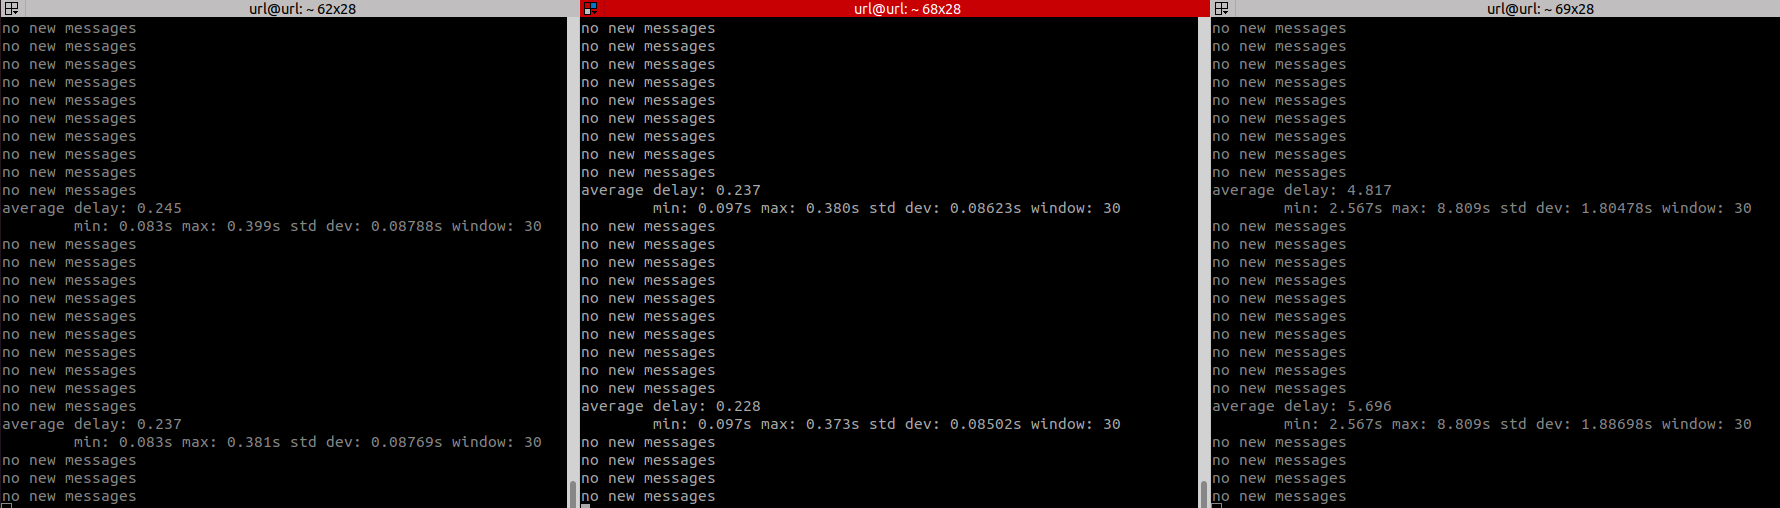 url@url: ~ 62x28
no new messages
no new messages
no new messages
no new messages
no new messages
no new messages
no new messages
no new messages
no new messages
no new messages
average delay: 0.245
min: 0.083s max: 0.399s std dev: 0.08788s window: 30
no new messages
no new messages
no new messages
no new messages
no new messages
no new messages
no new messages
no new messages
no new messages
no new messages
average delay: 0.237
min: 0.083s max: 0.381s std dev: 0.08769s window: 30
no new messages
no new messages
no new messages
url@url: ~ 68x28
no new messages
no new messages
no new messages
no new messages
no new messages
no new messages
no new messages
no new messages
no new messages
average delay: 0.237
min: 0.097s max: 0.380s std dev: 0.08623s window: 30
no new messages
no new messages
no new messages
no new messages
no new messages
no new messages
no new messages
no new messages
no new messages
no new messages
average delay: 0.228
min: 0.097s max: 0.373s std dev: 0.08502s window: 30
no new messages
no new messages
no new messages
no new messages
url@url: ~ 69x28
no new messages
no new messages
no new messages
no new messages
no new messages
no new messages
no new messages
no new messages
no new messages
average delay: 4.817
min: 2.567s max: 8.809s std dev: 1.80478s window: 30
no new messages
no new messages
no new messages
no new messages
no new messages
no new messages
no new messages
no new messages
no new messages
no new messages
average delay: 5.696
min: 2.567s max: 8.809s std dev: 1.88698s window: 30
no new messages
no new messages
no new messages
no new messages